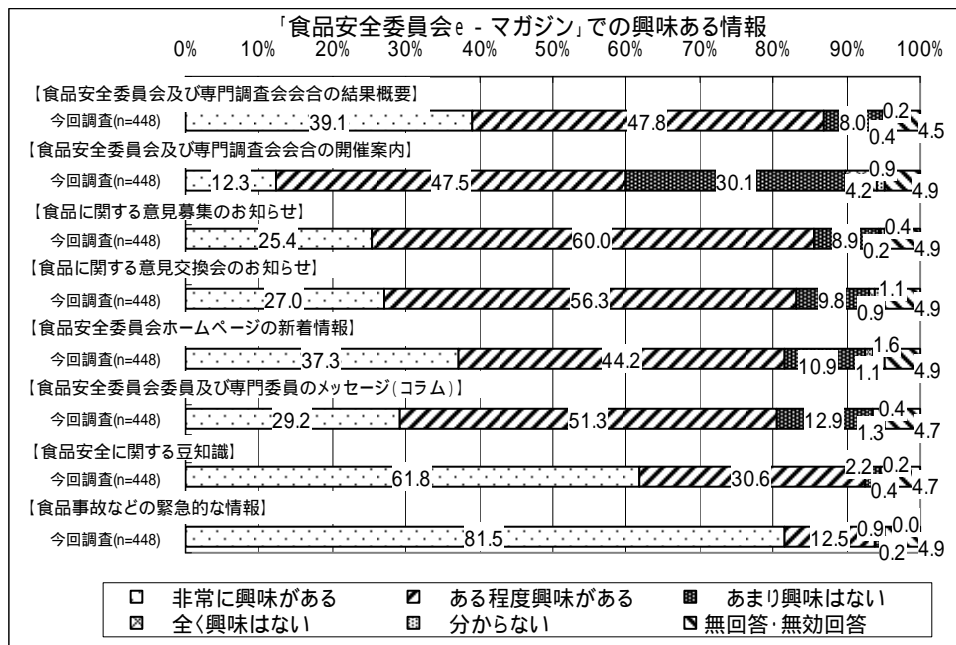 「食品安全委員会e - マガジン」での興味ある情報
0% 10% 20% 30% 40% 50% 60% 70% 80% 90% 100%
【食品安全委員会及び専門調査会会合の結果概要】
今回調査(n=448) 39.1 47.8 8.0 0.4 0.2 4.5
【食品安全委員会及び専門調査会会合の開催案内】
今回調査(n=448) 12.3 47.5 30.1 4.2 0.9 4.9
【食品に関する意見募集のお知らせ】
今回調査(n=448) 25.4 60.0 8.9 0.2 0.4 4.9
【食品に関する意見交換会のお知らせ】
今回調査(n=448) 27.0 56.3 9.8 0.9 1.1 4.9
【食品安全委員会ホームページの新着情報】
今回調査(n=448) 37.3 44.2 10.9 1.1 1.6 4.9
【食品安全委員会委員及び専門委員のメッセージ(コラム)】
今回調査(n=448) 29.2 51.3 12.9 1.3 0.4 4.7
【食品安全に関する豆知識】
今回調査(n=448) 61.8 30.6 2.2 0.4 0.2 4.7
【食品事故などの緊急的な情報】
今回調査(n=448) 81.5 12.5 0.9 0.2 0.0 4.9
非常に興味がある ある程度興味がある あまり興味はない
全く興味はない 分からない 無回答・無効回答